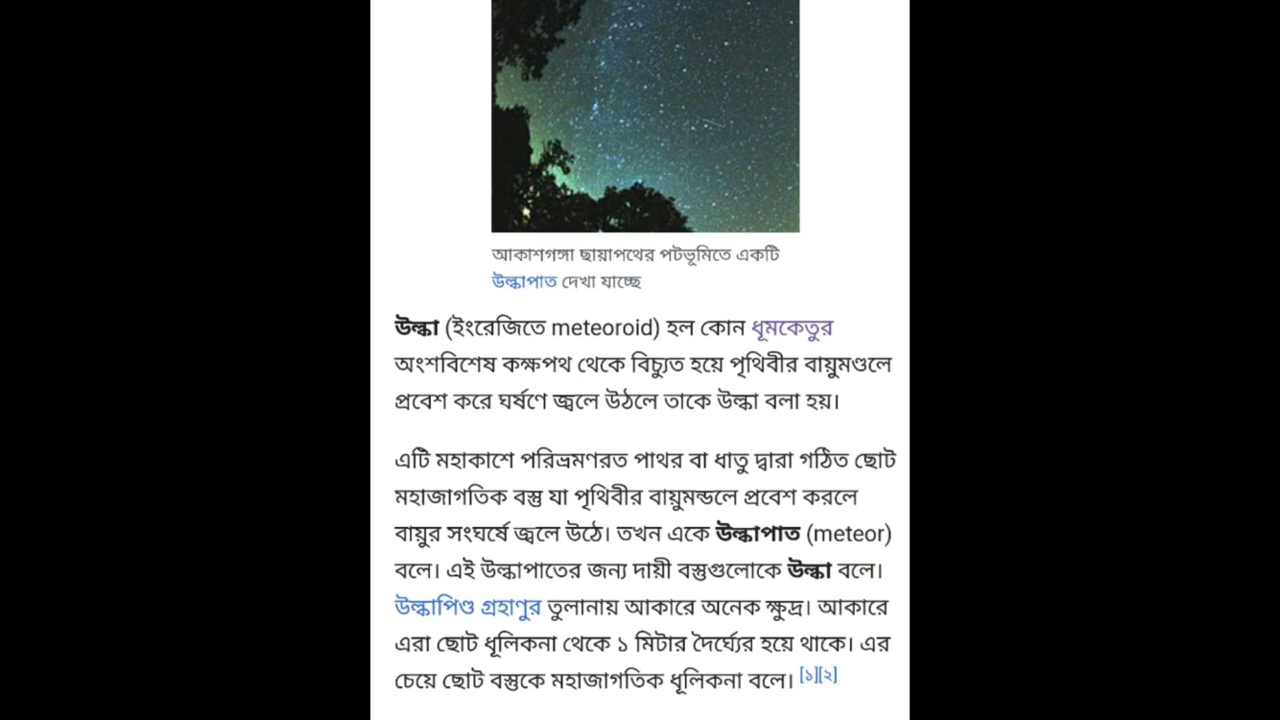 আকাশগঙ্গা ছায়াপথের পটভূমিতে একটি
উল্কাপাত দেখা যাচ্ছে
উল্কা (ইংরেজিতে meteoroid) হল কোন ধূমকেতুর
অংশবিশেষ কক্ষপথ থেকে বিচ্যুত হয়ে পৃথিবীর বায়ুমণ্ডলে
প্রবেশ করে ঘর্ষণে জ্বলে উঠলে তাকে উল্কা বলা হয়।
এটি মহাকাশে পরিভ্রমণরত পাথর বা ধাতু দ্বারা গঠিত ছোট
মহাজাগতিক বস্তু যা পৃথিবীর বায়ুমন্ডলে প্রবেশ করলে
বায়ুর সংঘর্ষে জ্বলে উঠে। তখন একে উল্কাপাত (meteor)
বলে। এই উল্কাপাতের জন্য দায়ী বস্তুগুলোকে উল্কা বলে।
উল্কাপিণ্ড গ্রহাণুর তুলানায় আকারে অনেক ক্ষুদ্র। আকারে
এরা ছোট ধূলিকনা থেকে ১ মিটার দৈর্ঘ্যের হয়ে থাকে। এর
চেয়ে ছোট বস্তুকে মহাজাগতিক ধূলিকনা বলে। [১][২]